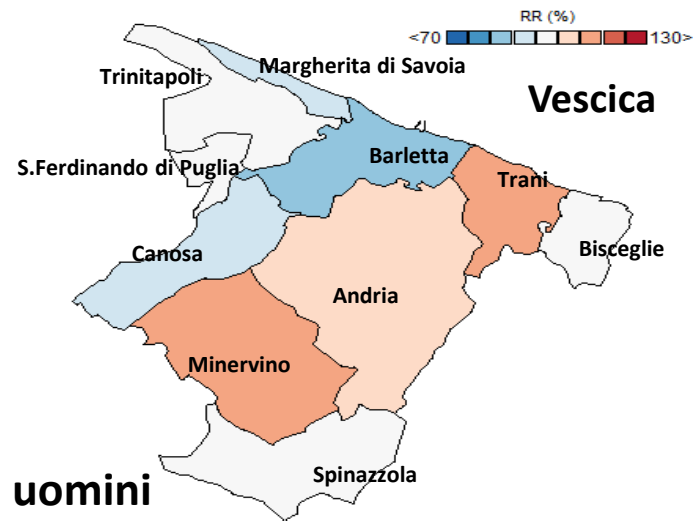 RR (%)
<70 130>
Margherita di Savoia
Trinitapoli
Vescica
S.Ferdinando di Puglia
Barletta
Trani
Canosa
Bisceglie
Andria
Minervino
Spinazzola
uomini